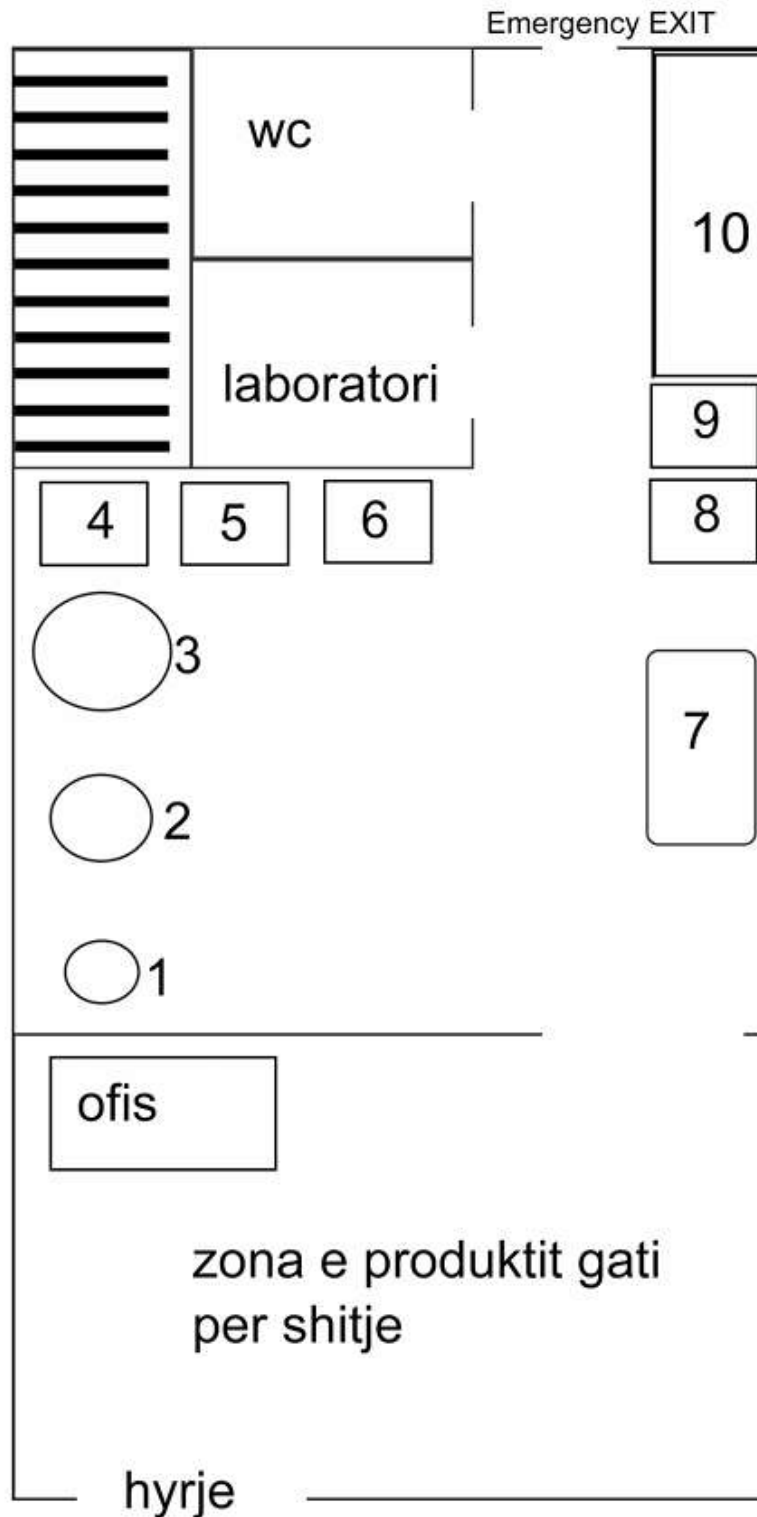 Emergency EXIT
wc
10
laboratori
9
4
5
6
8
3
7
2
1
ofis
zona e produktit gati
per shitje
hyrje